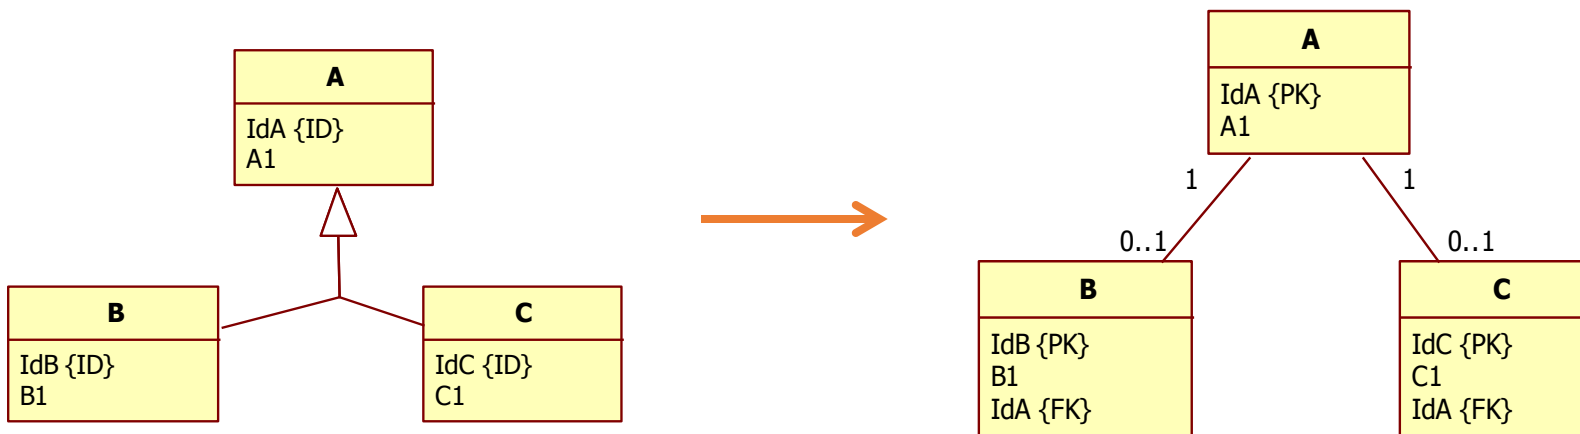 A
IdA {ID}
A1
B
IdB {ID}
B1
C
IdC {ID}
C1
A
IdA {PK}
A1
1
1
0..1
0..1
B
IdB {PK}
B1
IdA {FK}
C
IdC {PK}
C1
IdA {FK}